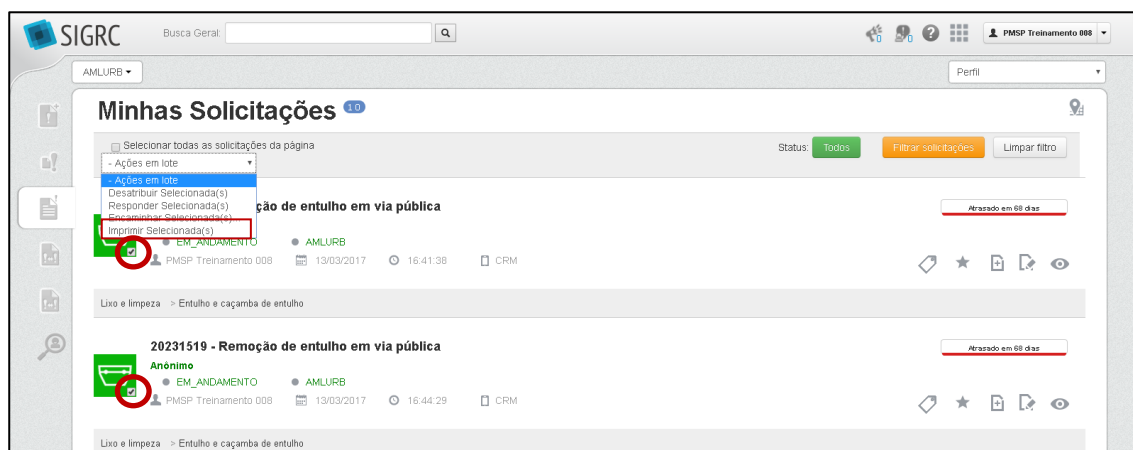 SIGRC
Busca Geral:
0
0
PMSP Treinamento 008
AMLURB
Perfil
Minhas Solicitações 10
Selecionar todas as solicitações da página
- Ações em lote
Status: Todos
Filtrar solicitações
Limpar filtro
- Ações em lote
Desatribuir Selecionada(s)
Responder Selecionada(s)
Encaminhar Selecionada(s)...
Imprimir Selecionada(s)
ção de entulho em via pública
Atrasado em 68 dias
EM_ANDAMENTO
AMLURB
PMSP Treinamento 008
13/03/2017
16:41:38
CRM
Lixo e limpeza > Entulho e caçamba de entulho
20231519 - Remoção de entulho em via pública
Atrasado em 68 dias
Anônimo
EM_ANDAMENTO
AMLURB
PMSP Treinamento 008
13/03/2017
16:44:29
CRM
Lixo e limpeza > Entulho e caçamba de entulho